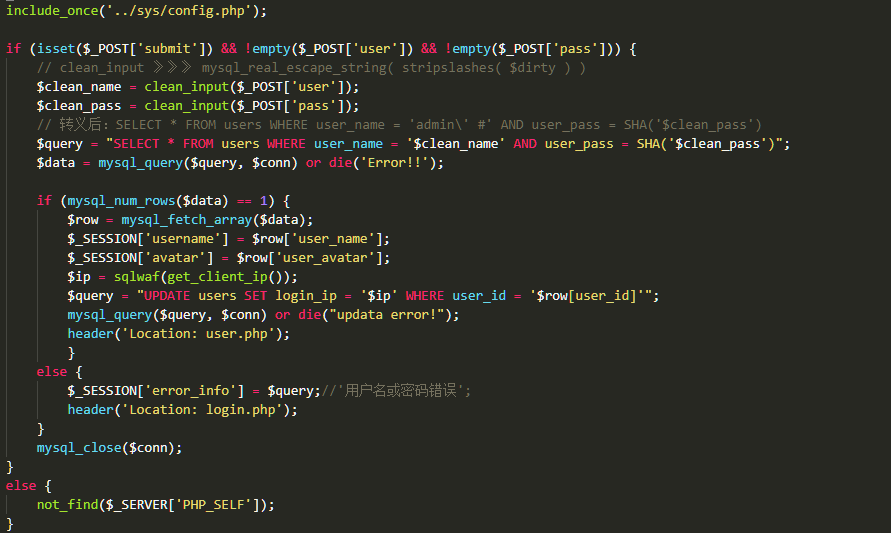 include_once('../sys/config.php');
if (isset($_POST['submit']) && !empty($_POST['user']) && !empty($_POST['pass'])) {
// clean_input 》》》 mysql_real_escape_string( stripslashes( $dirty ) )
$clean_name = clean_input($_POST['user']);
$clean_pass = clean_input($_POST['pass']);
// 转义后：SELECT * FROM users WHERE user_name = 'admin\' #' AND user_pass = SHA('$clean_pass')
$query = "SELECT * FROM users WHERE user_name = '$clean_name' AND user_pass = SHA('$clean_pass')";
$data = mysql_query($query, $conn) or die('Error!!');
if (mysql_num_rows($data) == 1) {
$row = mysql_fetch_array($data);
$_SESSION['username'] = $row['user_name'];
$_SESSION['avatar'] = $row['user_avatar'];
$ip = sqlwaf(get_client_ip());
$query = "UPDATE users SET login_ip = '$ip' WHERE user_id = '$row[user_id]'";
mysql_query($query, $conn) or die("updata error!");
header('Location: user.php');
}
else {
$_SESSION['error_info'] = $query;//'用户名或密码错误';
header('Location: login.php');
}
mysql_close($conn);
}
else {
not_find($_SERVER['PHP_SELF']);
}